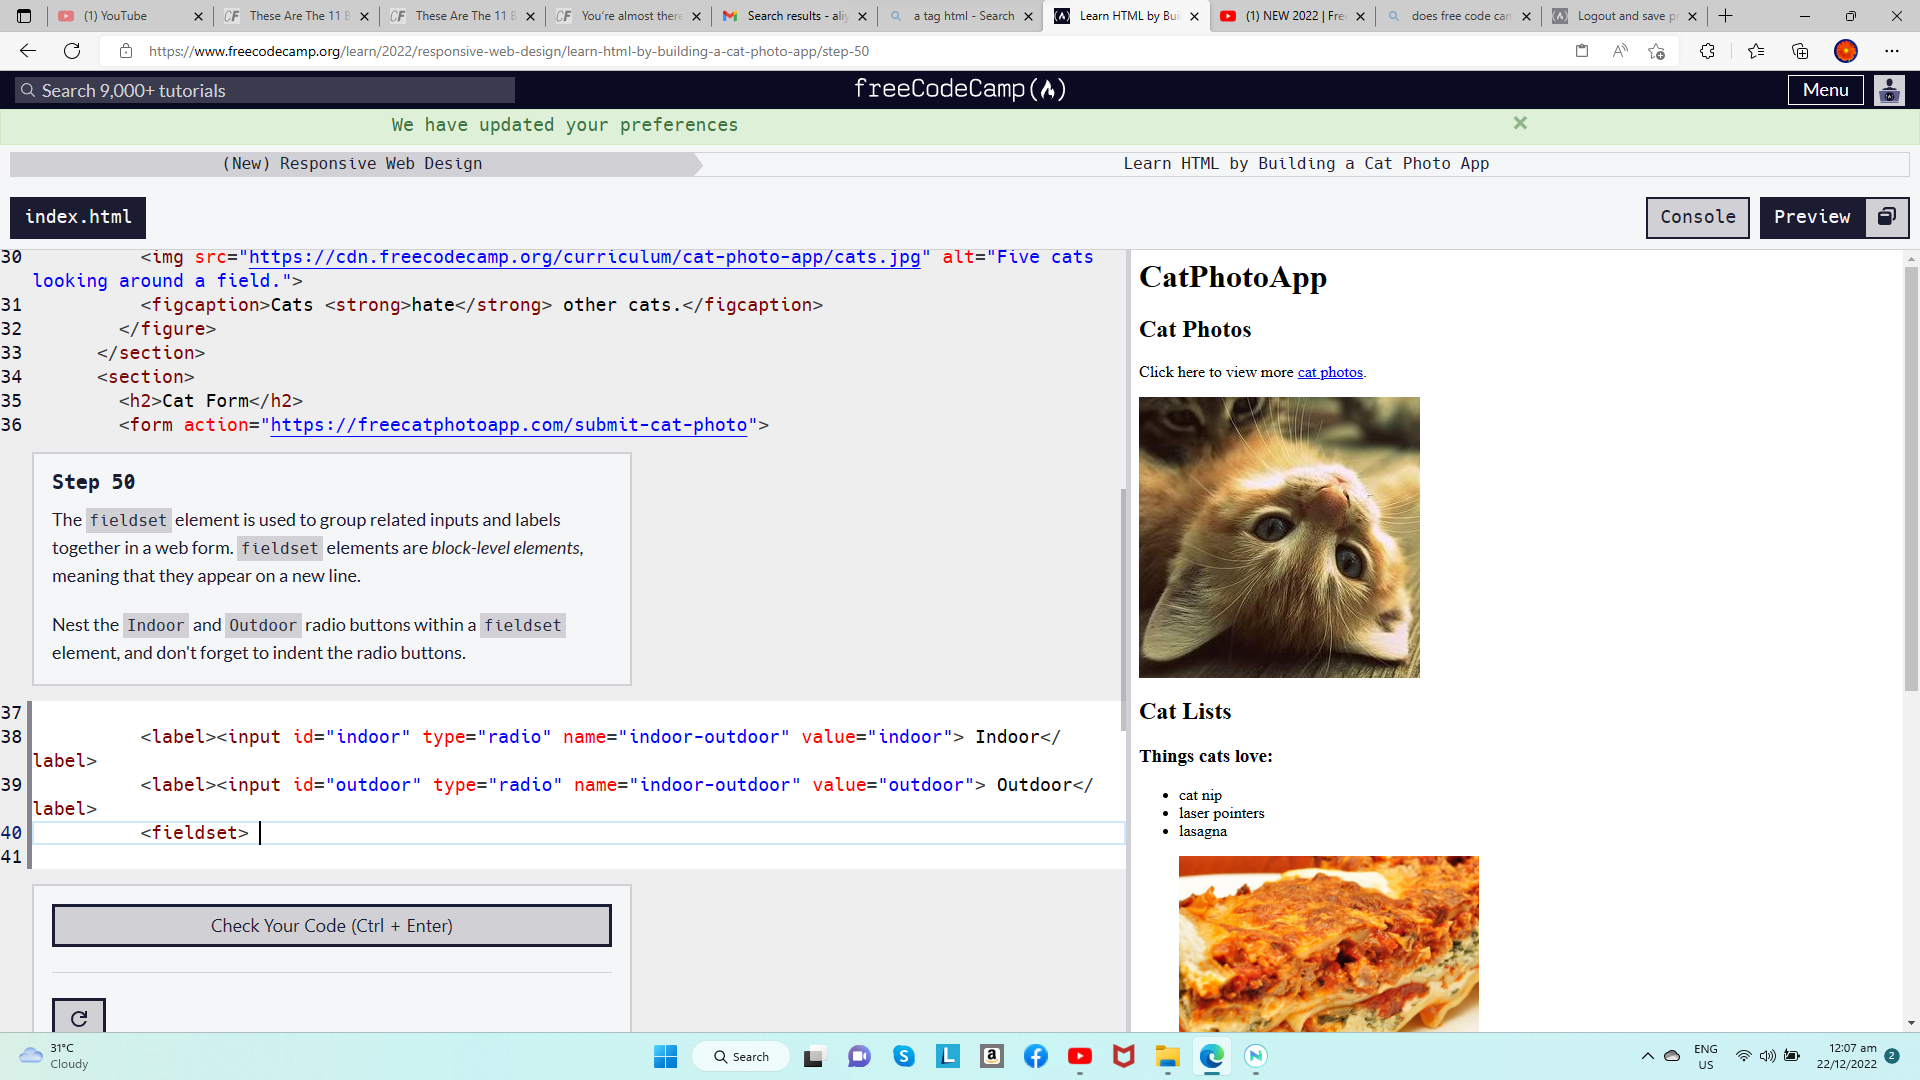 (1) YouTube
These Are The 11 B
These Are The 11 B
You're almost there
Search results - aliy
a tag html - Search
Learn HTML by Bui
(1) NEW 2022 | Fre
does free code cam
Logout and save p
https://www.freecodecamp.org/learn/2022/responsive-web-design/learn-html-by-building-a-cat-photo-app/step-50
Search 9,000+ tutorials
freeCodeCamp
Menu
We have updated your preferences
(New) Responsive Web Design
Learn HTML by Building a Cat Photo App
index.html
Console
Preview
30 <img src="https://cdn.freecodecamp.org/curriculum/cat-photo-app/cats.jpg" alt="Five cats
looking around a field.">
31 <figcaption>Cats <strong>hate</strong> other cats.</figcaption>
32 </figure>
33 </section>
34 <section>
35 <h2>Cat Form</h2>
36 <form action="https://freecatphotoapp.com/submit-cat-photo">
Step 50
The fieldset element is used to group related inputs and labels
together in a web form. fieldset elements are block-level elements,
meaning that they appear on a new line.
Nest the Indoor and Outdoor radio buttons within a fieldset
element, and don't forget to indent the radio buttons.
37
38 <label><input id="indoor" type="radio" name="indoor-outdoor" value="indoor"> Indoor</
label>
39 <label><input id="outdoor" type="radio" name="indoor-outdoor" value="outdoor"> Outdoor</
label>
40 <fieldset>
41
Check Your Code (Ctrl + Enter)
CatPhotoApp
Cat Photos
Click here to view more cat photos.
Cat Lists
Things cats love:
cat nip
laser pointers
lasagna
31°C
Cloudy
Search
ENG
US
12:07 am
22/12/2022
2